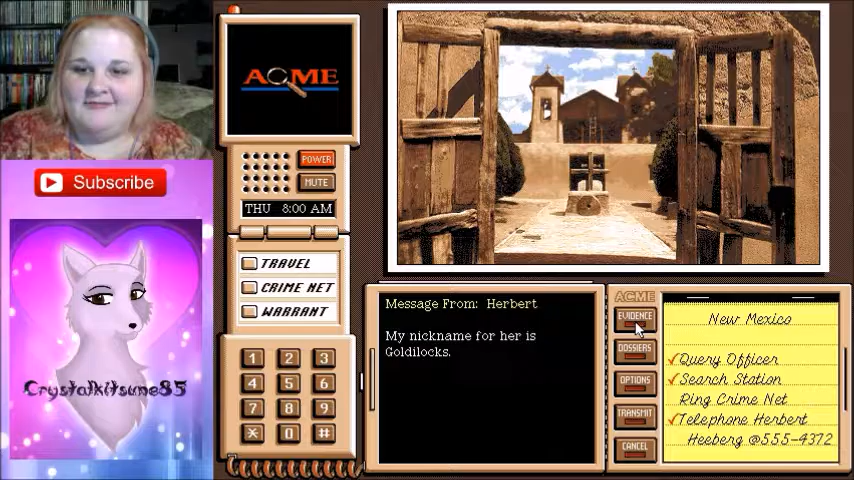 ACME
POWER
MUTE
THU 8:00 AM
Subscribe
TRAVEL
CRIME NET
WARRANT
1 2 3
4 5 6
7 8 9
* 0 #
Crystalkitsune85
Message From: Herbert
My nickname for her is
Goldilocks.
ACME
EVIDENCE
DOSSIERS
OPTIONS
TRANSMIT
CANCEL
New Mexico
✓Query Officer
✓Search Station
Ring Crime Net
✓Telephone Herbert
Heeberg @555-4372